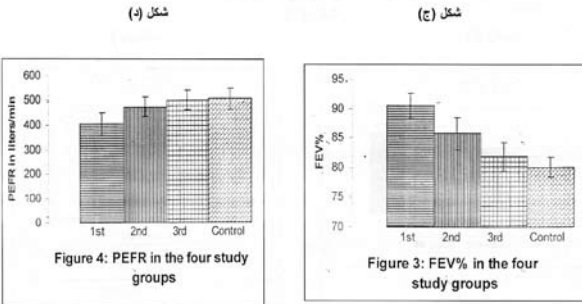 شكل (د)
شكل (ج)
600
500
400
300
200
100
0
PEFR in liters/min
1st 2nd 3rd Control
Figure 4: PEFR in the four study
groups
95.
90
85
80
75
70
FEV%
1st 2nd 3rd Control
Figure 3: FEV% in the four
study groups